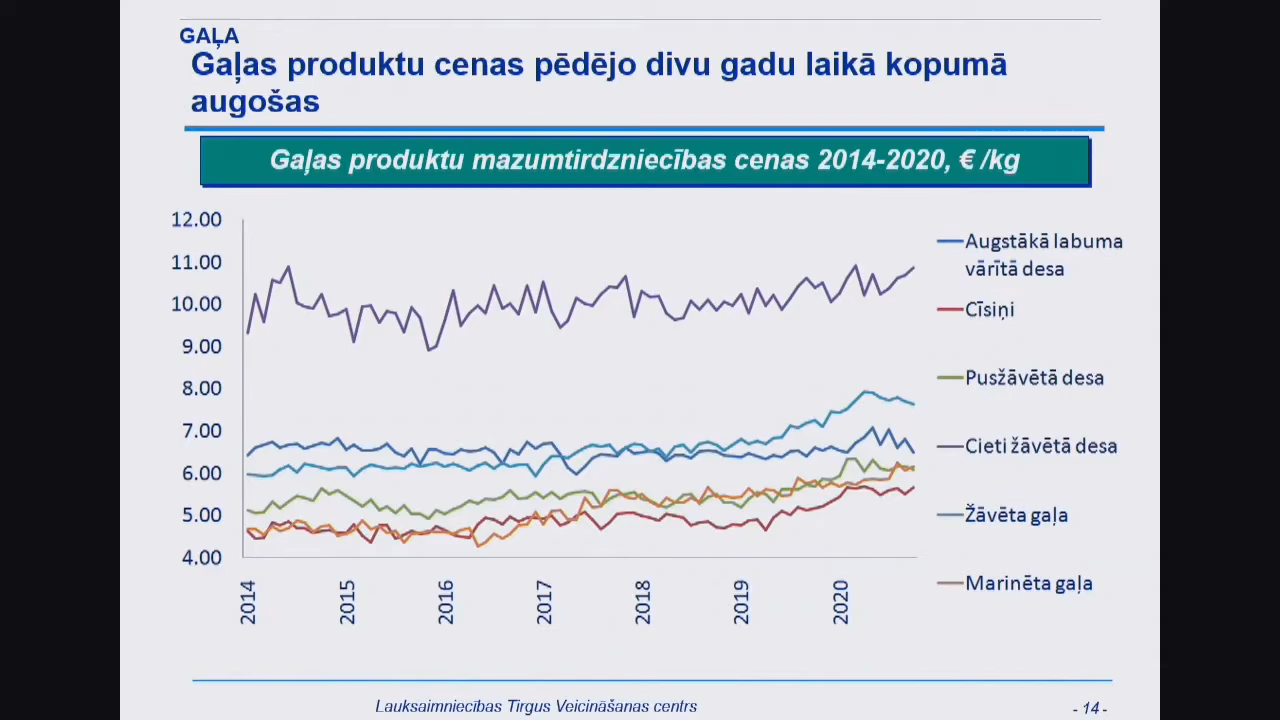 GAĻA
Gaļas produktu cenas pēdējo divu gadu laikā kopumā
augošas
Gaļas produktu mazumtirdzniecības cenas 2014-2020, € /kg
12.00
11.00
10.00
9.00
8.00
7.00
6.00
5.00
4.00
2014
2015
2016
2017
2018
2019
2020
Augstākā labuma
vārītā desa
Cīsiņi
Pusžāvētā desa
Cieti žāvētā desa
Žāvēta gaļa
Marinēta gaļa
Lauksaimniecības Tirgus Veicināšanas centrs
- 14 -